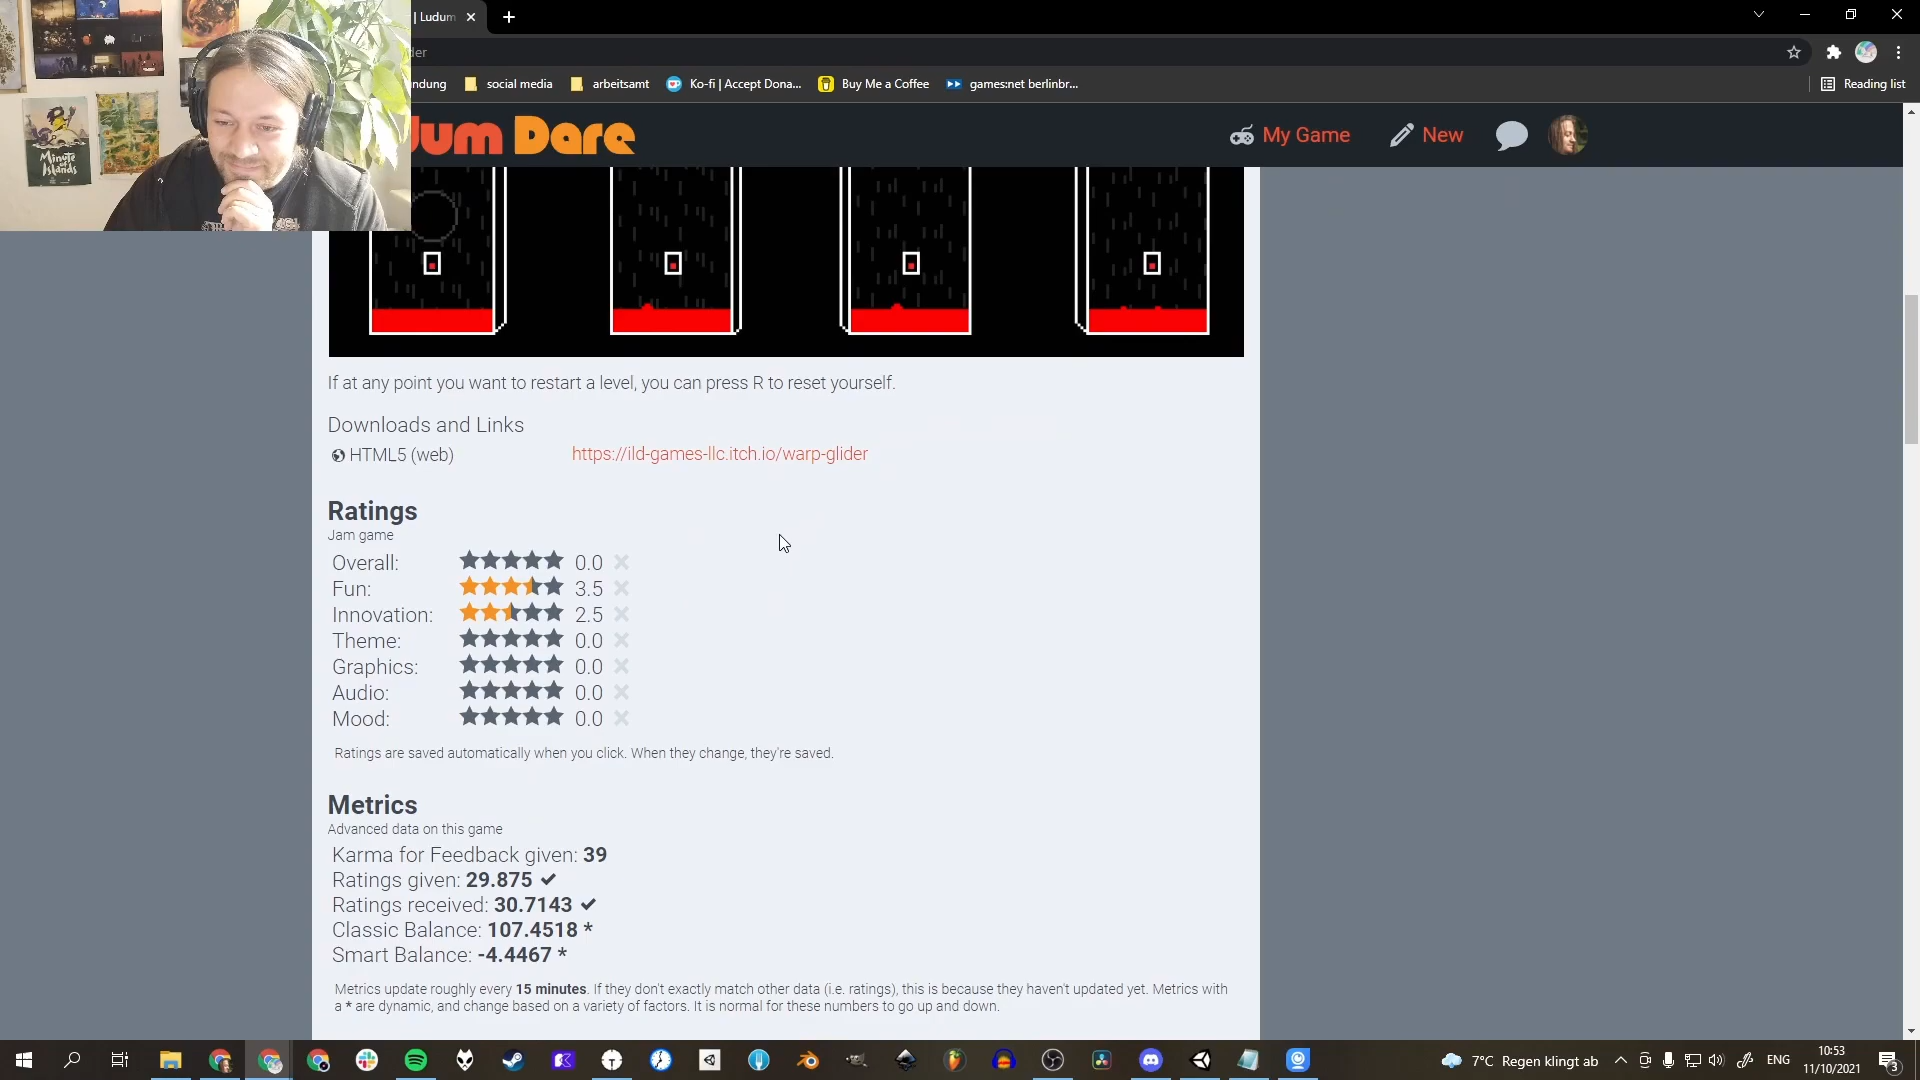 | Ludum
der
ndung
social media
arbeitsamt
Ko-fi | Accept Dona...
Buy Me a Coffee
games:net berlinbr...
Reading list
dum Dare
My Game
New
Minute of Islands
If at any point you want to restart a level, you can press R to reset yourself.
Downloads and Links
HTML5 (web)
https://ild-games-llc.itch.io/warp-glider
Ratings
Jam game
Overall: 0.0
Fun: 3.5
Innovation: 2.5
Theme: 0.0
Graphics: 0.0
Audio: 0.0
Mood: 0.0
Ratings are saved automatically when you click. When they change, they're saved.
Metrics
Advanced data on this game
Karma for Feedback given: 39
Ratings given: 29.875 ✔
Ratings received: 30.7143 ✔
Classic Balance: 107.4518 *
Smart Balance: -4.4467 *
Metrics update roughly every 15 minutes. If they don't exactly match other data (i.e. ratings), this is because they haven't updated yet. Metrics with
a * are dynamic, and change based on a variety of factors. It is normal for these numbers to go up and down.
7°C Regen klingt ab
ENG
10:53
11/10/2021
3